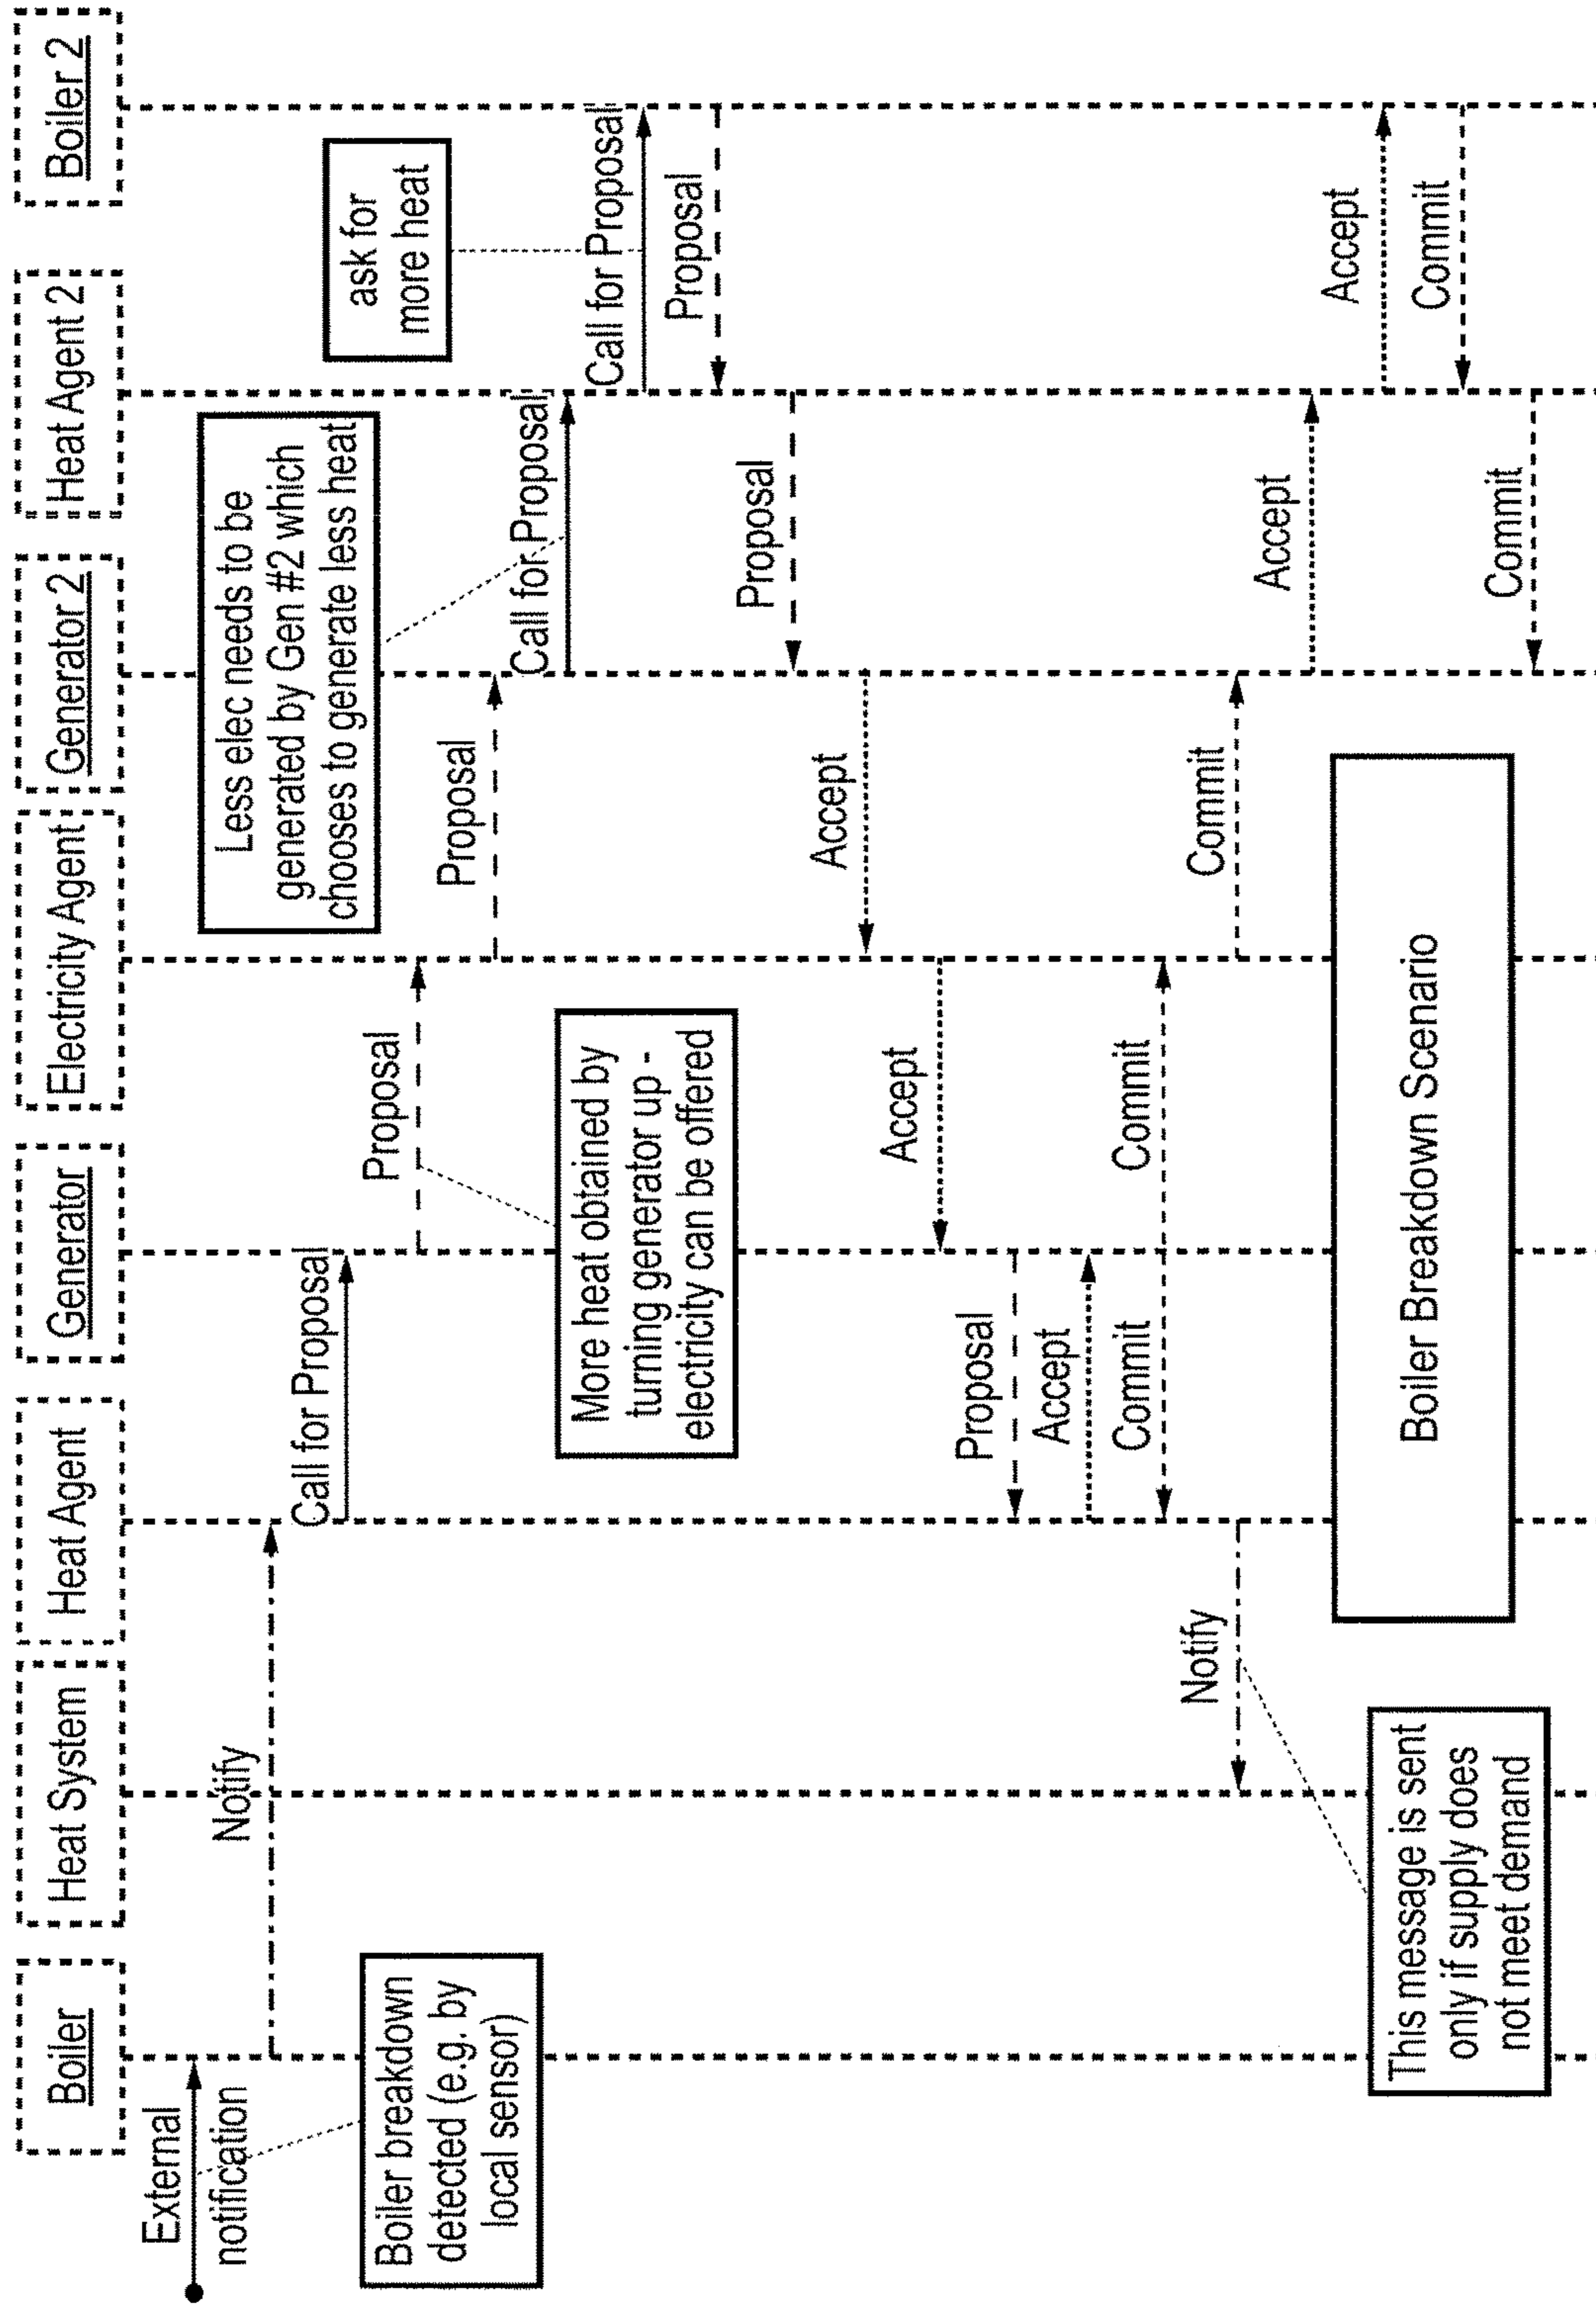 Boiler
Heat System
Heat Agent
Generator
Electricity Agent
Generator 2
Heat Agent 2
Boiler 2
External
notification
Boiler breakdown
detected (e.g. by
local sensor)
Notify
Call for Proposal
Proposal
More heat obtained by
turning generator up -
electricity can be offered
Proposal
Less elec needs to be
generated by Gen #2 which
chooses to generate less heat
Call for Proposal
ask for
more heat
Call for Proposal
Proposal
Proposal
Accept
Accept
Proposal
Accept
Commit
Commit
Notify
Commit
This message is sent
only if supply does
not meet demand
Accept
Accept
Commit
Commit
Boiler Breakdown Scenario